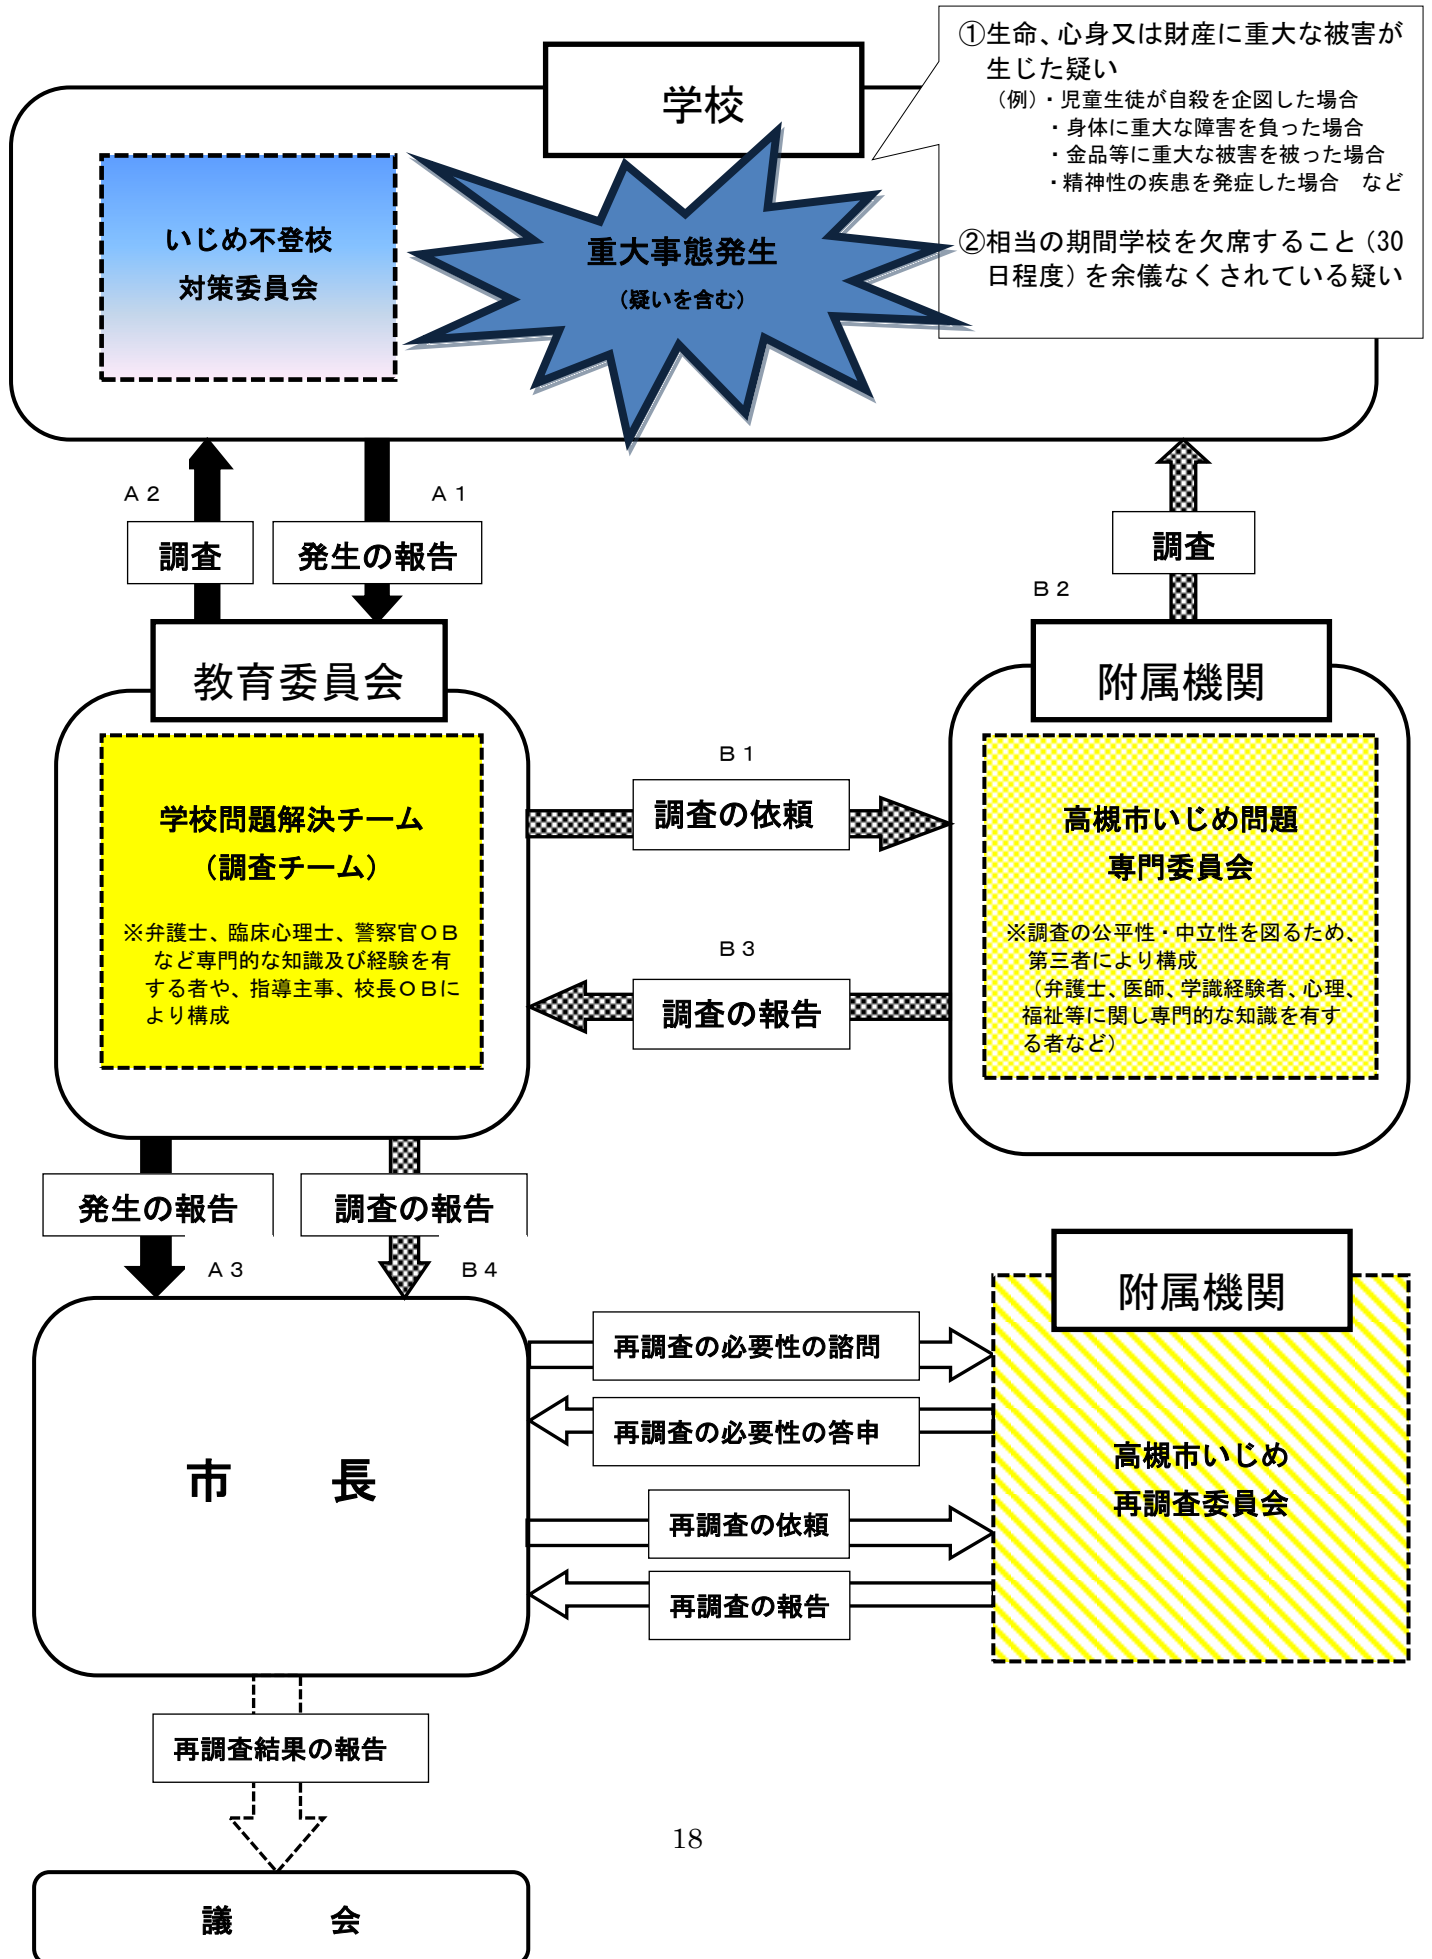 学校
①生命、心身又は財産に重大な被害が
生じた疑い
（例）・児童生徒が自殺を企図した場合
・身体に重大な障害を負った場合
・金品等に重大な被害を被った場合
・精神性の疾患を発症した場合　など
②相当の期間学校を欠席すること（30
日程度）を余儀なくされている疑い
いじめ不登校
対策委員会
重大事態発生
（疑いを含む）
Ａ２
Ａ１
調査
発生の報告
調査
Ｂ２
教育委員会
学校問題解決チーム
（調査チーム）
※弁護士、臨床心理士、警察官ＯＢ
など専門的な知識及び経験を有
する者や、指導主事、校長ＯＢに
より構成
Ｂ１
調査の依頼
Ｂ３
調査の報告
附属機関
高槻市いじめ問題
専門委員会
※調査の公平性・中立性を図るため、
第三者により構成
（弁護士、医師、学識経験者、心理、
福祉等に関し専門的な知識を有す
る者など）
発生の報告
調査の報告
Ａ３
Ｂ４
市　長
再調査の必要性の諮問
再調査の必要性の答申
再調査の依頼
再調査の報告
附属機関
高槻市いじめ
再調査委員会
再調査結果の報告
18
議　会